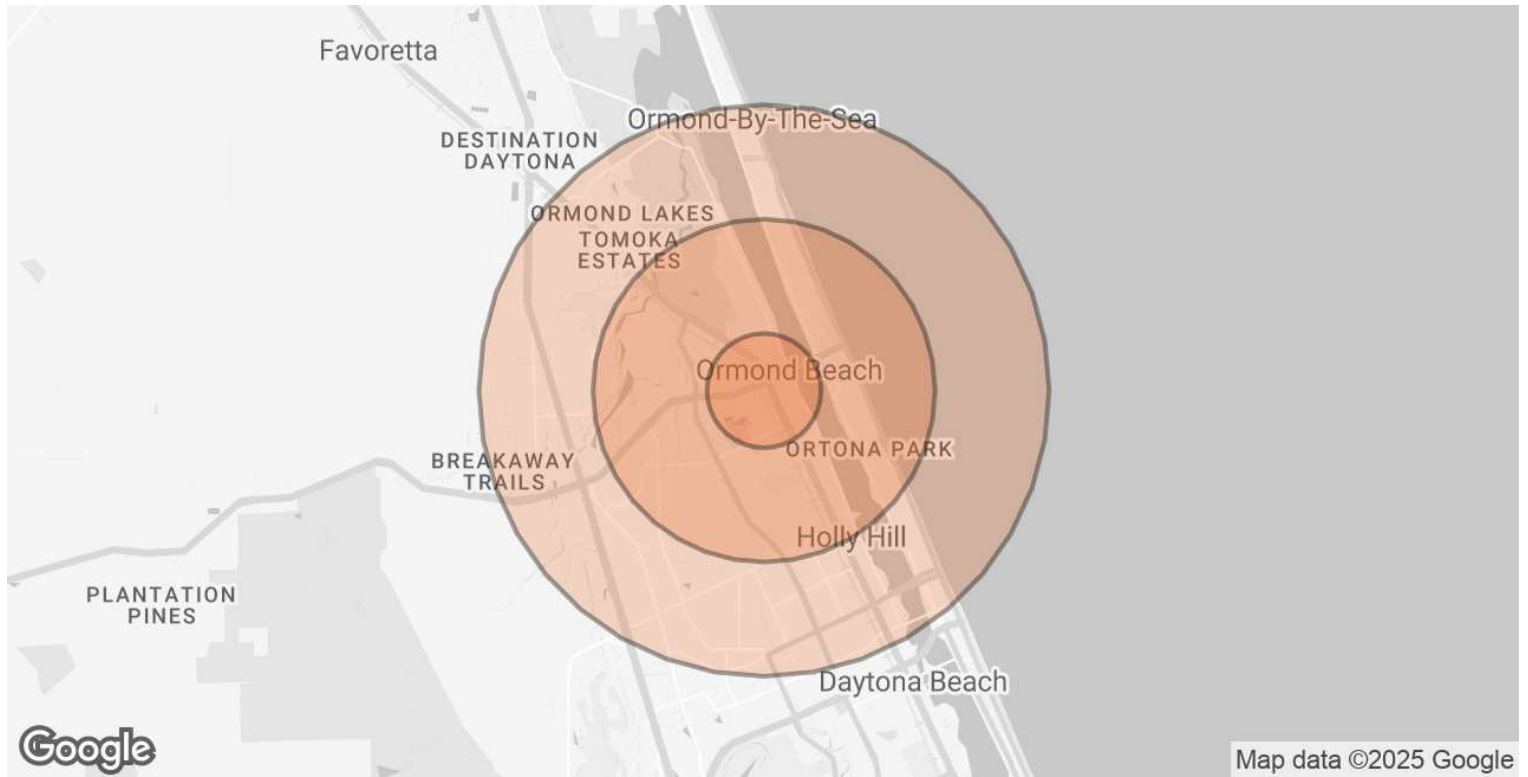 Favoretta
Ormond-By-The-Sea
DESTINATION
DAYTONA
ORMOND LAKES
TOMOKA
ESTATES
Ormond Beach
ORTONA PARK
BREAKAWAY
TRAILS
Holly Hill
PLANTATION
PINES
Daytona Beach
Google
Map data ©2025 Google